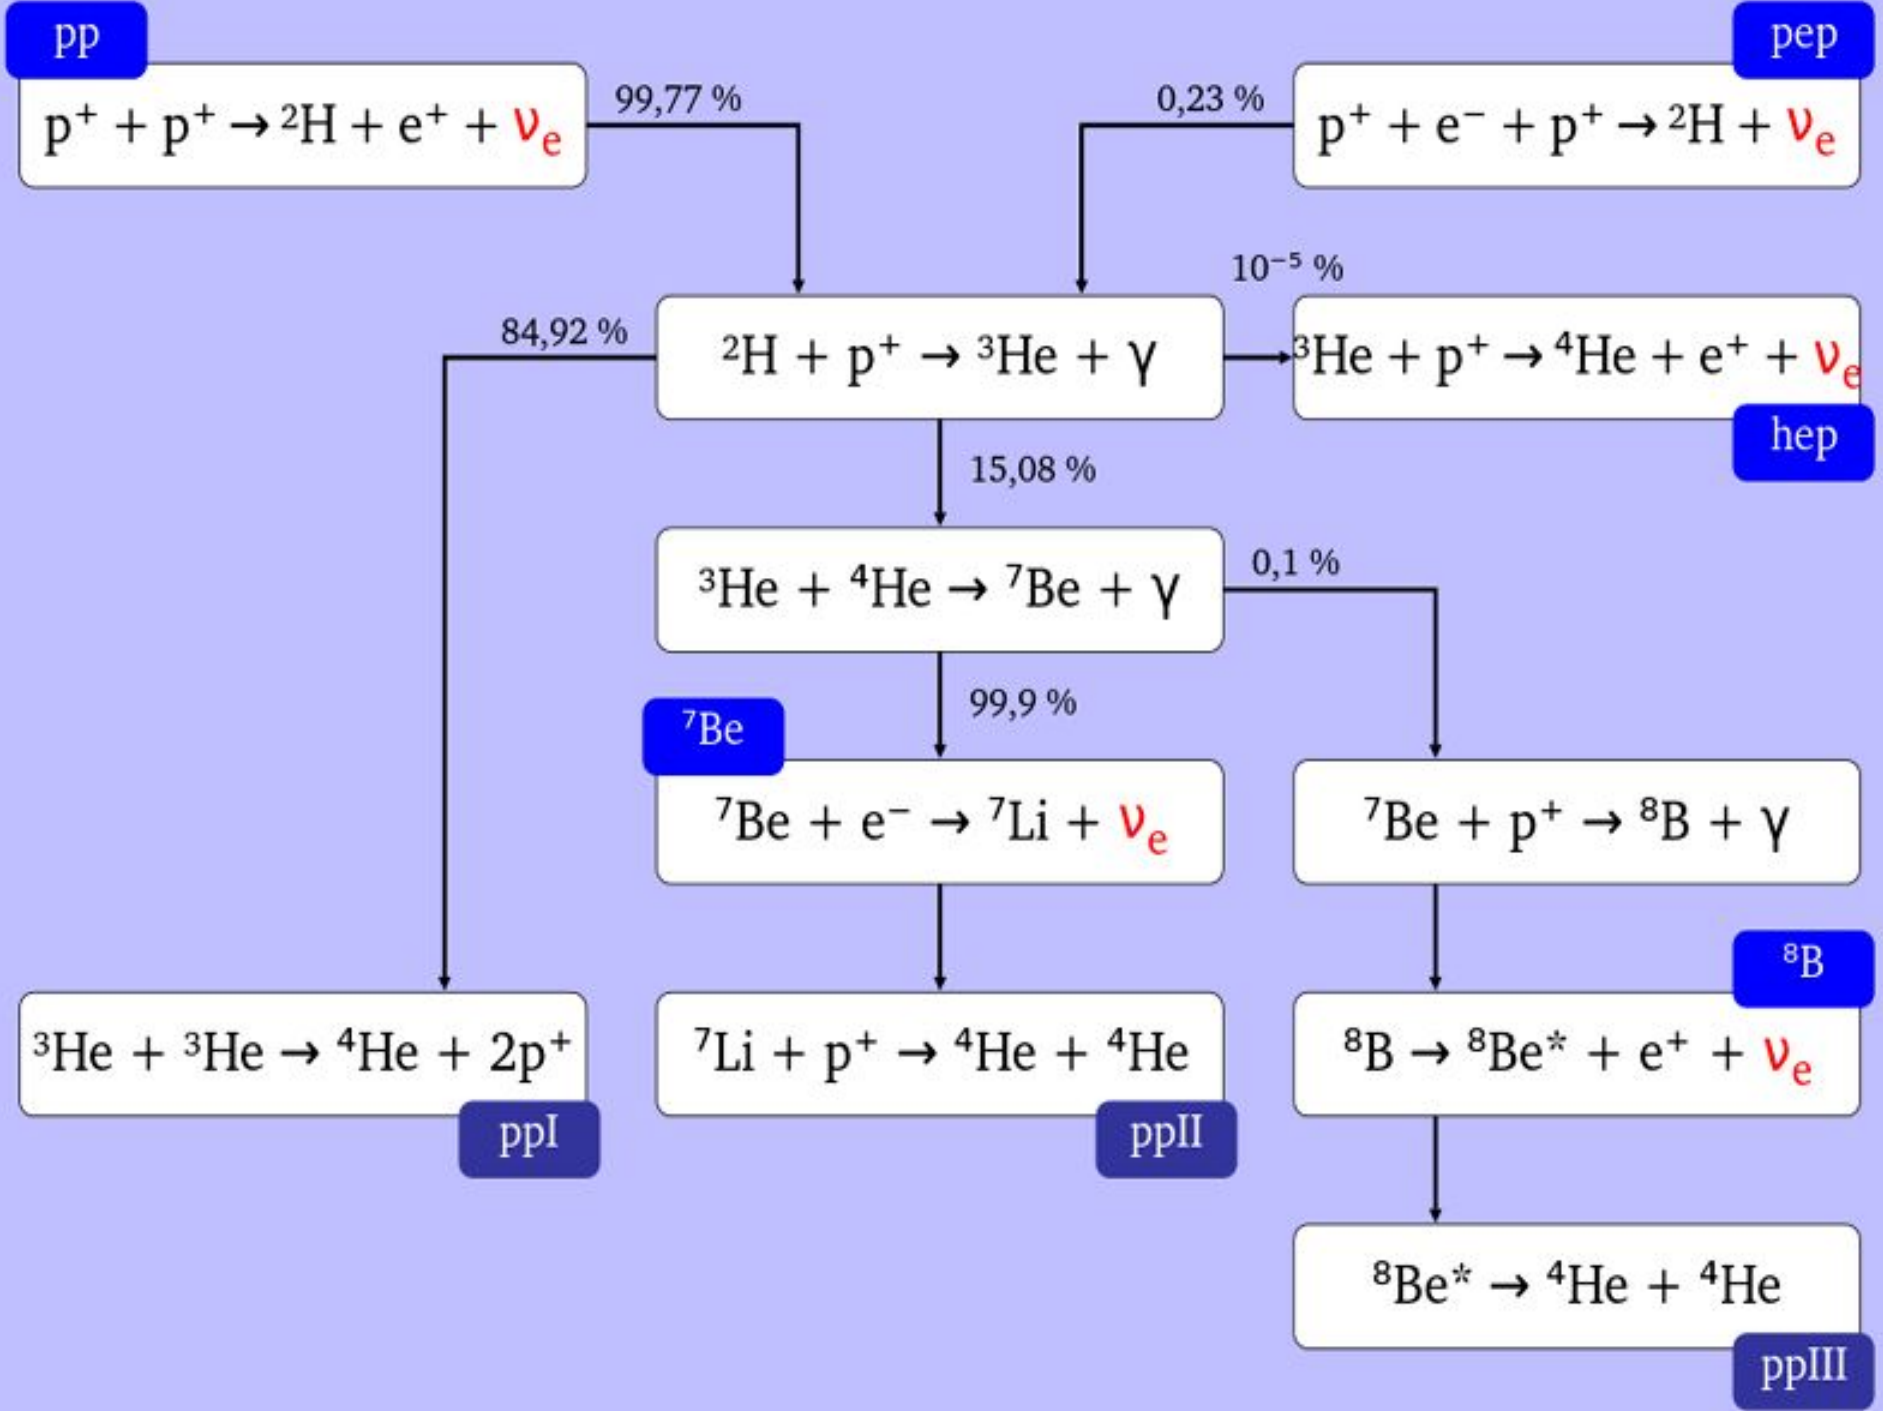 pp
pep
99,77 %
0,23 %
p⁺ + p⁺ → ²H + e⁺ + νₑ
p⁺ + e⁻ + p⁺ → ²H + νₑ
10⁻⁵ %
84,92 %
²H + p⁺ → ³He + γ
³He + p⁺ → ⁴He + e⁺ + νₑ
hep
15,08 %
³He + ⁴He → ⁷Be + γ
0,1 %
99,9 %
⁷Be
⁷Be + e⁻ → ⁷Li + νₑ
⁷Be + p⁺ → ⁸B + γ
⁸B
³He + ³He → ⁴He + 2p⁺
⁷Li + p⁺ → ⁴He + ⁴He
⁸B → ⁸Be* + e⁺ + νₑ
ppI
ppII
⁸Be* → ⁴He + ⁴He
ppIII